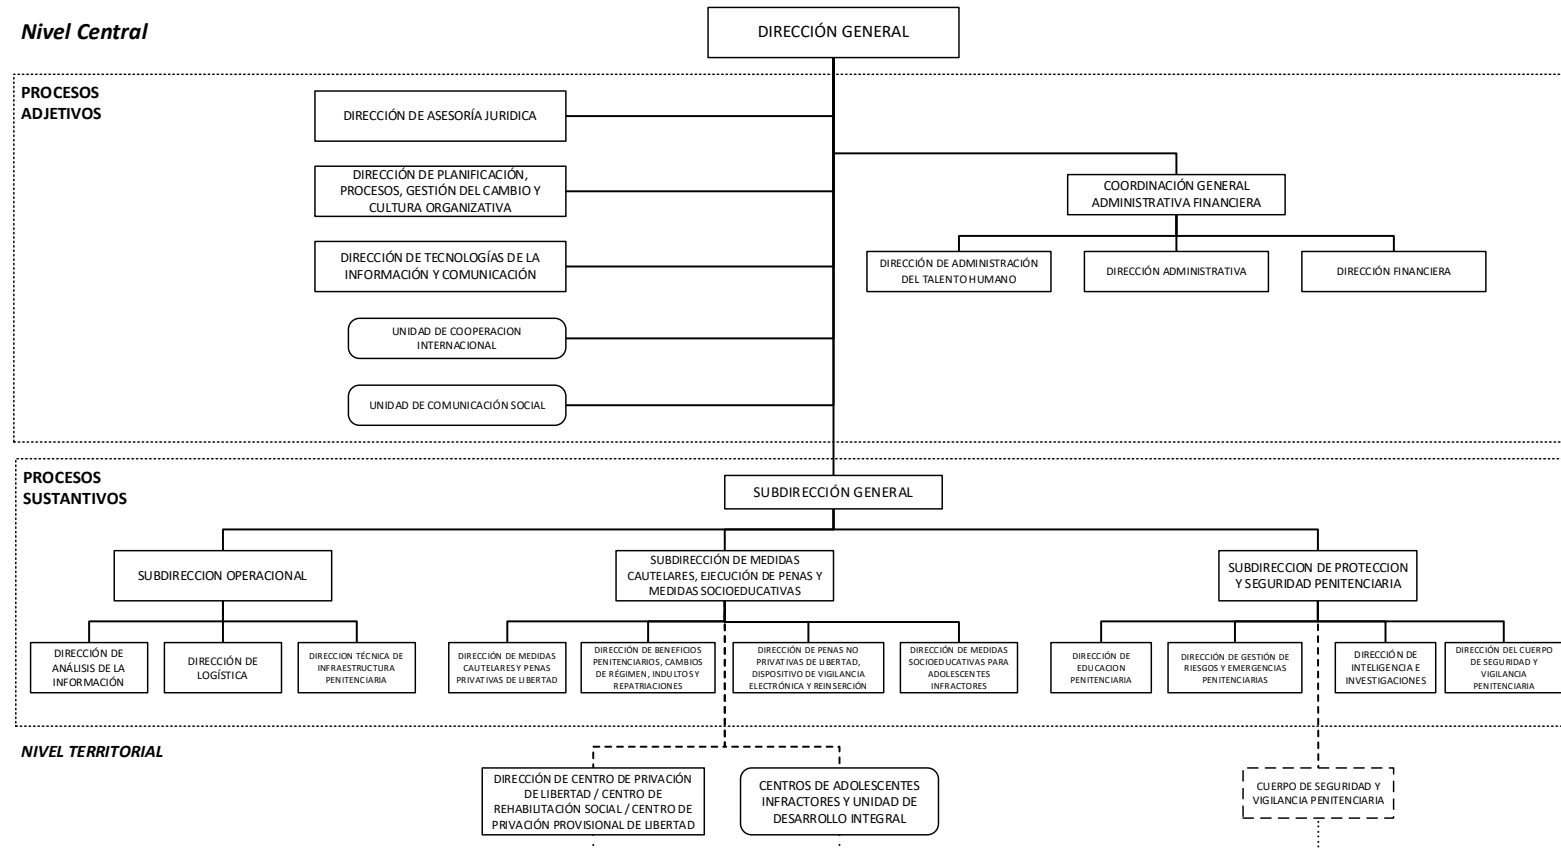 Nivel Central
DIRECCIÓN GENERAL
PROCESOS
ADJETIVOS
DIRECCIÓN DE ASESORÍA JURIDICA
DIRECCIÓN DE PLANIFICACIÓN,
PROCESOS, GESTIÓN DEL CAMBIO Y
CULTURA ORGANIZATIVA
COORDINACIÓN GENERAL
ADMINISTRATIVA FINANCIERA
DIRECCIÓN DE TECNOLOGÍAS DE LA
INFORMACIÓN Y COMUNICACIÓN
DIRECCIÓN DE ADMINISTRACIÓN
DEL TALENTO HUMANO
DIRECCIÓN ADMINISTRATIVA
DIRECCIÓN FINANCIERA
UNIDAD DE COOPERACION
INTERNACIONAL
UNIDAD DE COMUNICACIÓN SOCIAL
PROCESOS
SUSTANTIVOS
SUBDIRECCIÓN GENERAL
SUBDIRECCION OPERACIONAL
SUBDIRECCIÓN DE MEDIDAS
CAUTELARES, EJECUCIÓN DE PENAS Y
MEDIDAS SOCIOEDUCATIVAS
SUBDIRECCION DE PROTECCION
Y SEGURIDAD PENITENCIARIA
DIRECCIÓN DE
ANÁLISIS DE LA
INFORMACIÓN
DIRECCIÓN DE
LOGÍSTICA
DIRECCION TÉCNICA DE
INFRAESTRUCTURA
PENITENCIARIA
DIRECCIÓN DE MEDIDAS
CAUTELARES Y PENAS
PRIVATIVAS DE LIBERTAD
DIRECCIÓN DE BENEFICIOS
PENITENCIARIOS, CAMBIOS
DE RÉGIMEN, INDULTOS Y
REPATRIACIONES
DIRECCIÓN DE PENAS NO
PRIVATIVAS DE LIBERTAD,
DISPOSITIVO DE VIGILANCIA
ELECTRÓNICA Y REINSERCIÓN
DIRECCIÓN DE MEDIDAS
SOCIOEDUCATIVAS PARA
ADOLESCENTES
INFRACTORES
DIRECCIÓN DE
EDUCACION
PENITENCIARIA
DIRECCIÓN DE GESTIÓN DE
RIESGOS Y EMERGENCIAS
PENITENCIARIAS
DIRECCIÓN DE
INTELIGENCIA E
INVESTIGACIONES
DIRECCIÓN DEL CUERPO
DE SEGURIDAD Y
VIGILANCIA
PENITENCIARIA
NIVEL TERRITORIAL
DIRECCIÓN DE CENTRO DE PRIVACIÓN
DE LIBERTAD / CENTRO DE
REHABILITACIÓN SOCIAL / CENTRO DE
PRIVACIÓN PROVISIONAL DE LIBERTAD
CENTROS DE ADOLESCENTES
INFRACTORES Y UNIDAD DE
DESARROLLO INTEGRAL
CUERPO DE SEGURIDAD Y
VIGILANCIA PENITENCIARIA